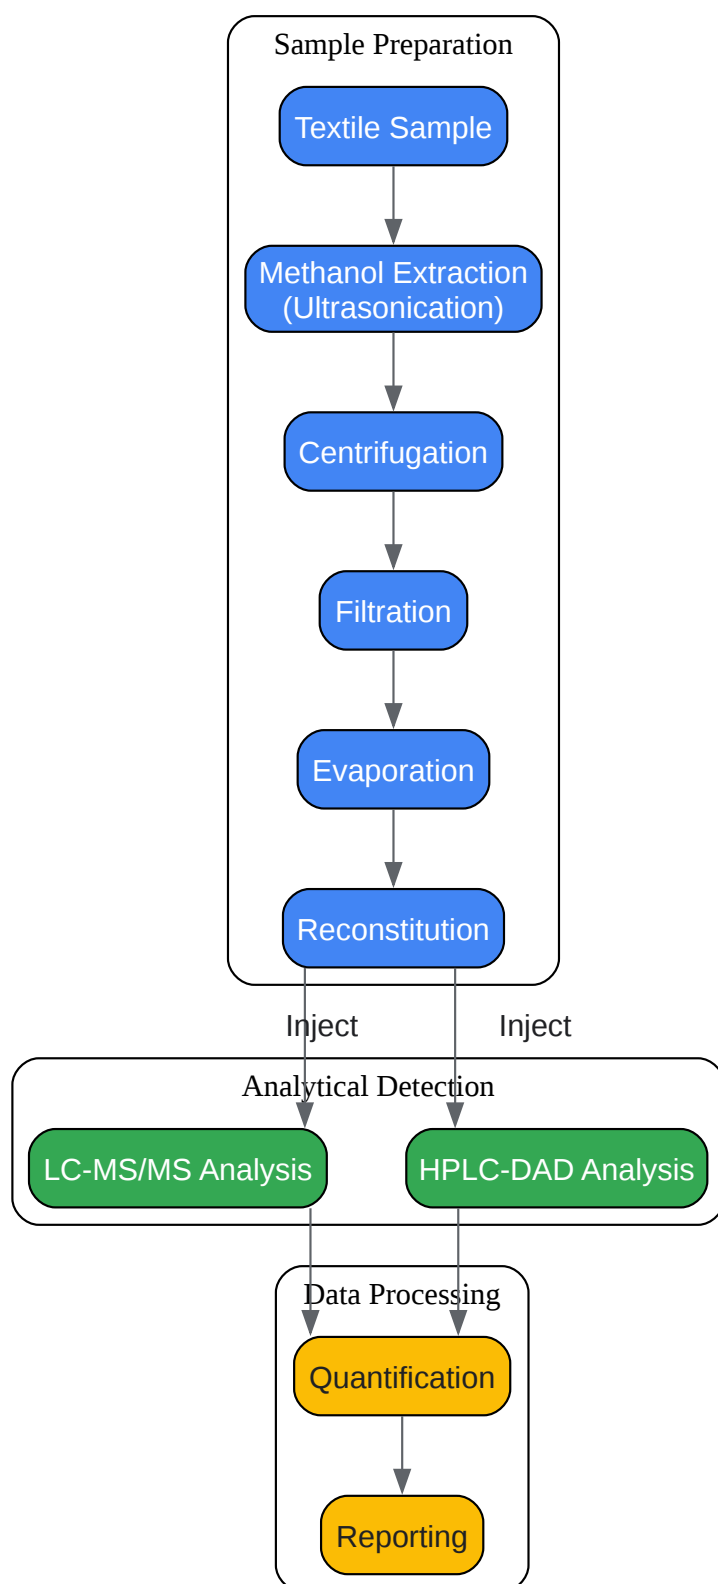 Sample Preparation
Textile Sample
Methanol Extraction
(Ultrasonication)
Centrifugation
Filtration
Evaporation
Reconstitution
Inject
Inject
Analytical Detection
LC-MS/MS Analysis
HPLC-DAD Analysis
Data Processing
Quantification
Reporting